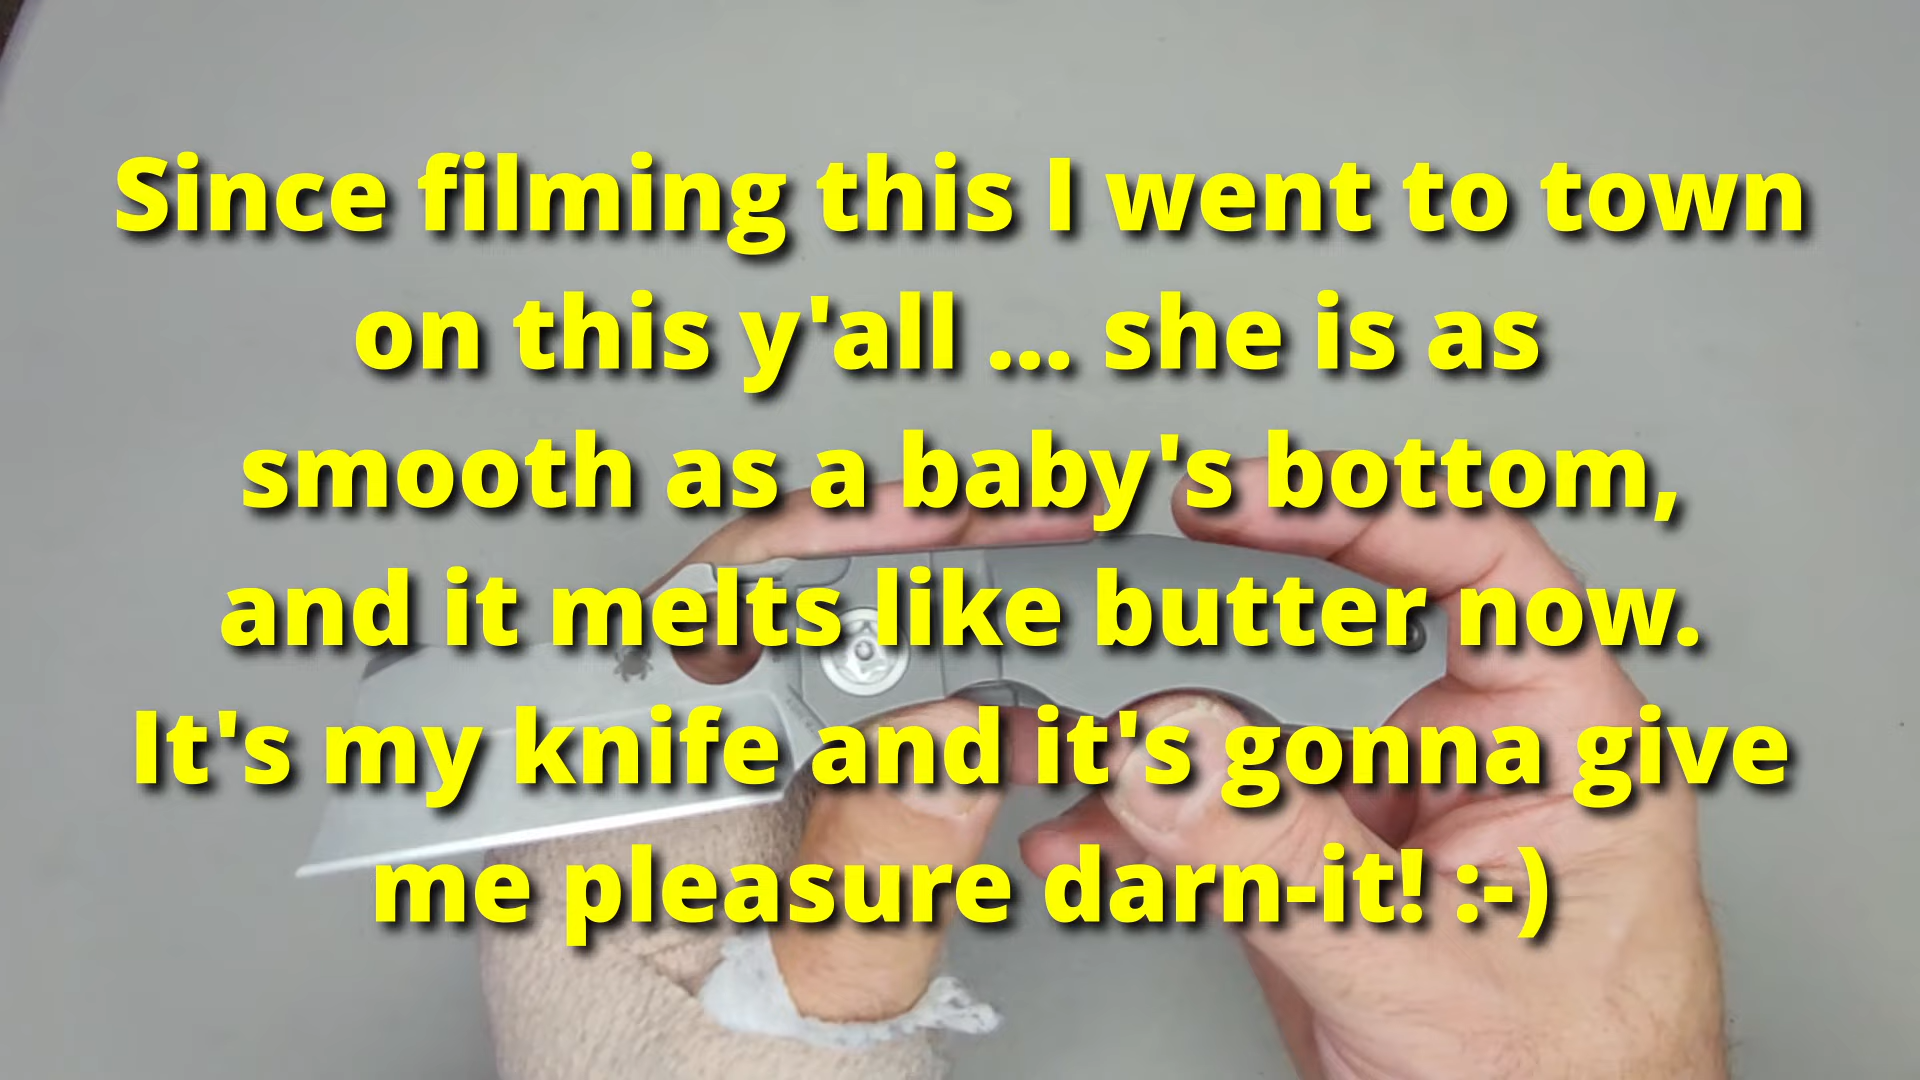 Since filming this I went to town
on this y'all ... she is as
smooth as a baby's bottom,
and it melts like butter now.
It's my knife and it's gonna give
me pleasure darn-it! :-)